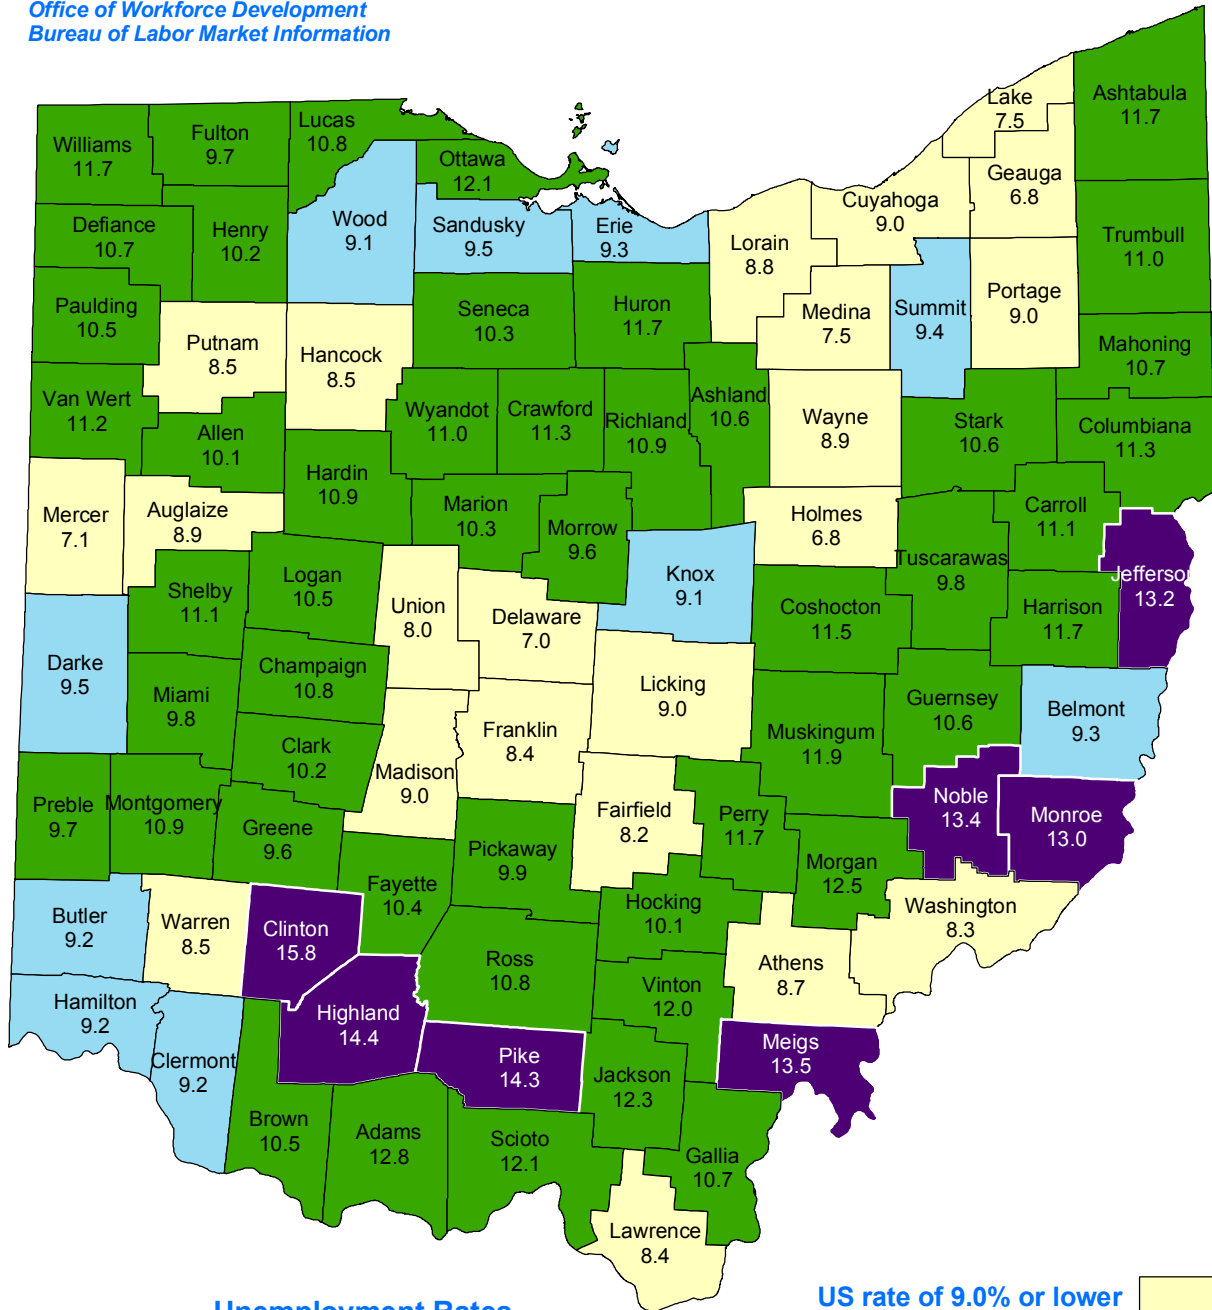 Office of Workforce Development
Bureau of Labor Market Information
Lake
7.5
Ashtabula
11.7
Williams
11.7
Fulton
9.7
Lucas
10.8
Ottawa
12.1
Geauga
6.8
Cuyahoga
9.0
Defiance
10.7
Henry
10.2
Wood
9.1
Sandusky
9.5
Erie
9.3
Lorain
8.8
Trumbull
11.0
Paulding
10.5
Putnam
8.5
Hancock
8.5
Seneca
10.3
Huron
11.7
Medina
7.5
Summit
9.4
Portage
9.0
Mahoning
10.7
Van Wert
11.2
Allen
10.1
Wyandot
11.0
Crawford
11.3
Richland
10.9
Ashland
10.6
Wayne
8.9
Stark
10.6
Columbiana
11.3
Hardin
10.9
Mercer
7.1
Auglaize
8.9
Marion
10.3
Morrow
9.6
Holmes
6.8
Carroll
11.1
Tuscarawas
9.8
Jefferson
13.2
Shelby
11.1
Logan
10.5
Union
8.0
Delaware
7.0
Knox
9.1
Coshocton
11.5
Harrison
11.7
Darke
9.5
Miami
9.8
Champaign
10.8
Licking
9.0
Guernsey
10.6
Belmont
9.3
Clark
10.2
Franklin
8.4
Muskingum
11.9
Madison
9.0
Preble
9.7
Montgomery
10.9
Greene
9.6
Fairfield
8.2
Perry
11.7
Noble
13.4
Monroe
13.0
Pickaway
9.9
Morgan
12.5
Fayette
10.4
Hocking
10.1
Washington
8.3
Butler
9.2
Warren
8.5
Clinton
15.8
Ross
10.8
Athens
8.7
Vinton
12.0
Hamilton
9.2
Highland
14.4
Clermont
9.2
Pike
14.3
Jackson
12.3
Meigs
13.5
Brown
10.5
Adams
12.8
Scioto
12.1
Gallia
10.7
Lawrence
8.4
Unemployment Rates
US rate of 9.0% or lower